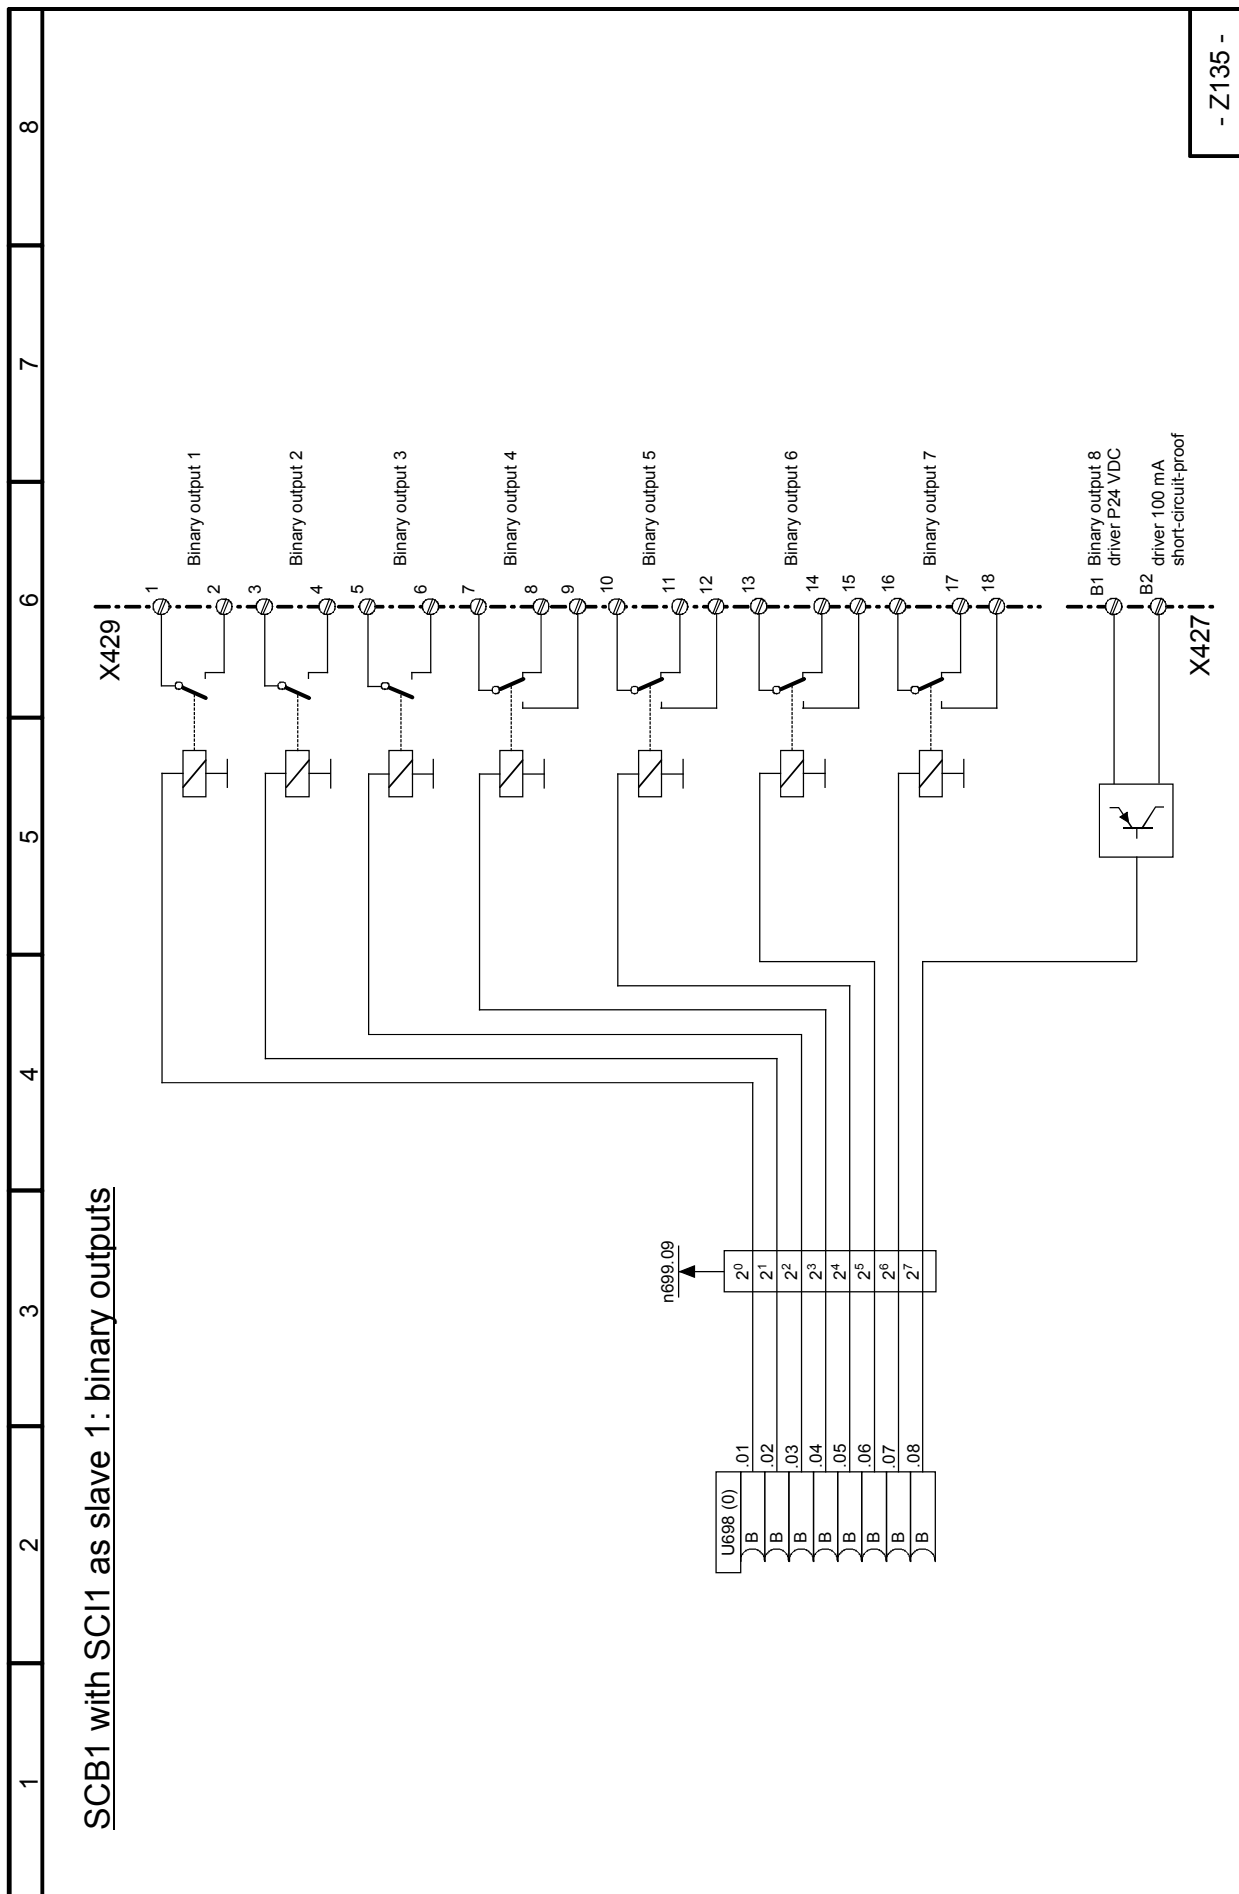 SCB1 with SCI1 as slave 1: binary outputs
1
2
3
4
5
6
7
8
U698 (0)
B .01
B .02
B .03
B .04
B .05
B .06
B .07
B .08
n699.09
2⁰
2¹
2²
2³
2⁴
2⁵
2⁶
2⁷
X429
1
2
Binary output 1
3
4
Binary output 2
5
6
Binary output 3
7
8
9
Binary output 4
10
11
12
Binary output 5
13
14
15
Binary output 6
16
17
18
Binary output 7
B1
Binary output 8
driver P24 VDC
B2
driver 100 mA
short-circuit-proof
X427
- Z135 -